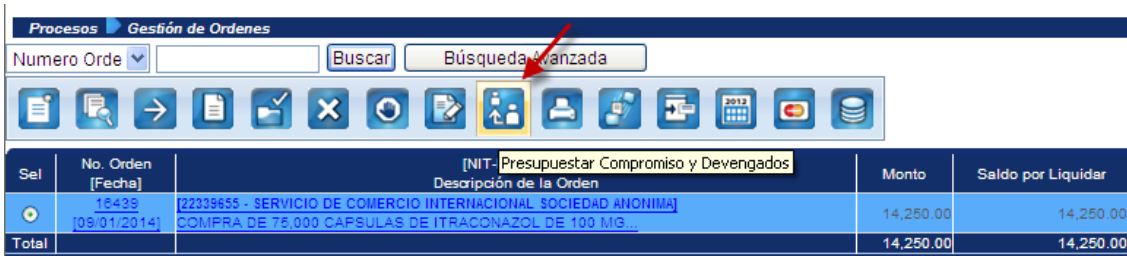 Procesos Gestión de Ordenes
Numero Orde Buscar Búsqueda Avanzada
2012
Sel No. Orden [Fecha] [NIT- Presupuestar Compromiso y Devengados Descripción de la Orden Monto Saldo por Liquidar
16439 [22339655 - SERVICIO DE COMERCIO INTERNACIONAL SOCIEDAD ANONIMA] 14,250.00 14,250.00
[09/01/2014] COMPRA DE 75,000 CAPSULAS DE ITRACONAZOL DE 100 MG...
Total 14,250.00 14,250.00